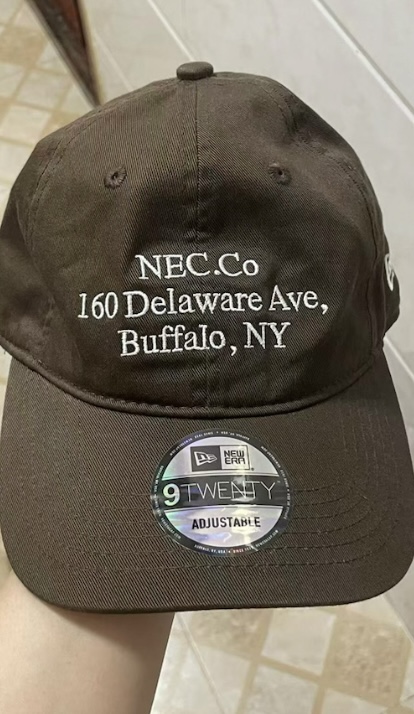 NEC.Co
160 Delaware Ave,
Buffalo, NY
NEW
ERA
9TWENTY
ADJUSTABLE